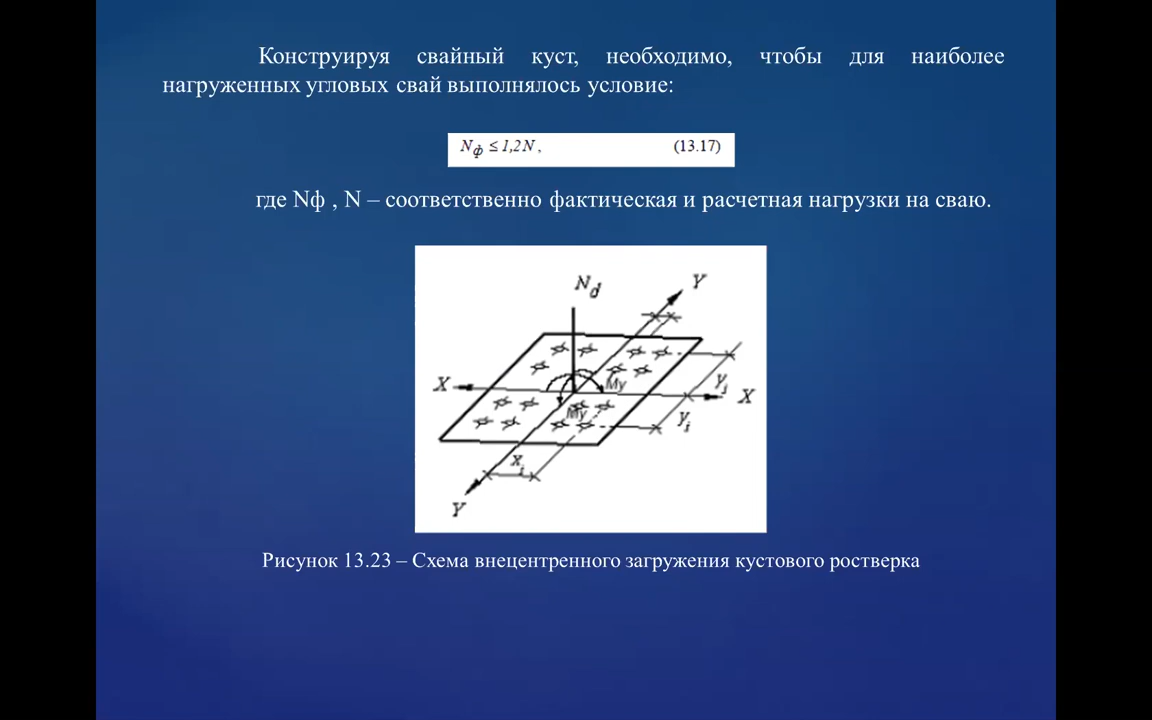 Конструируя свайный куст, необходимо, чтобы для наиболее
нагруженных угловых свай выполнялось условие:
Nф ≤ 1,2N , (13.17)
где Nф , N – соответственно фактическая и расчетная нагрузки на сваю.
Nd
Y
X
My
yj
X
My
yi
xi
Y
Рисунок 13.23 – Схема внецентренного загружения кустового ростверка